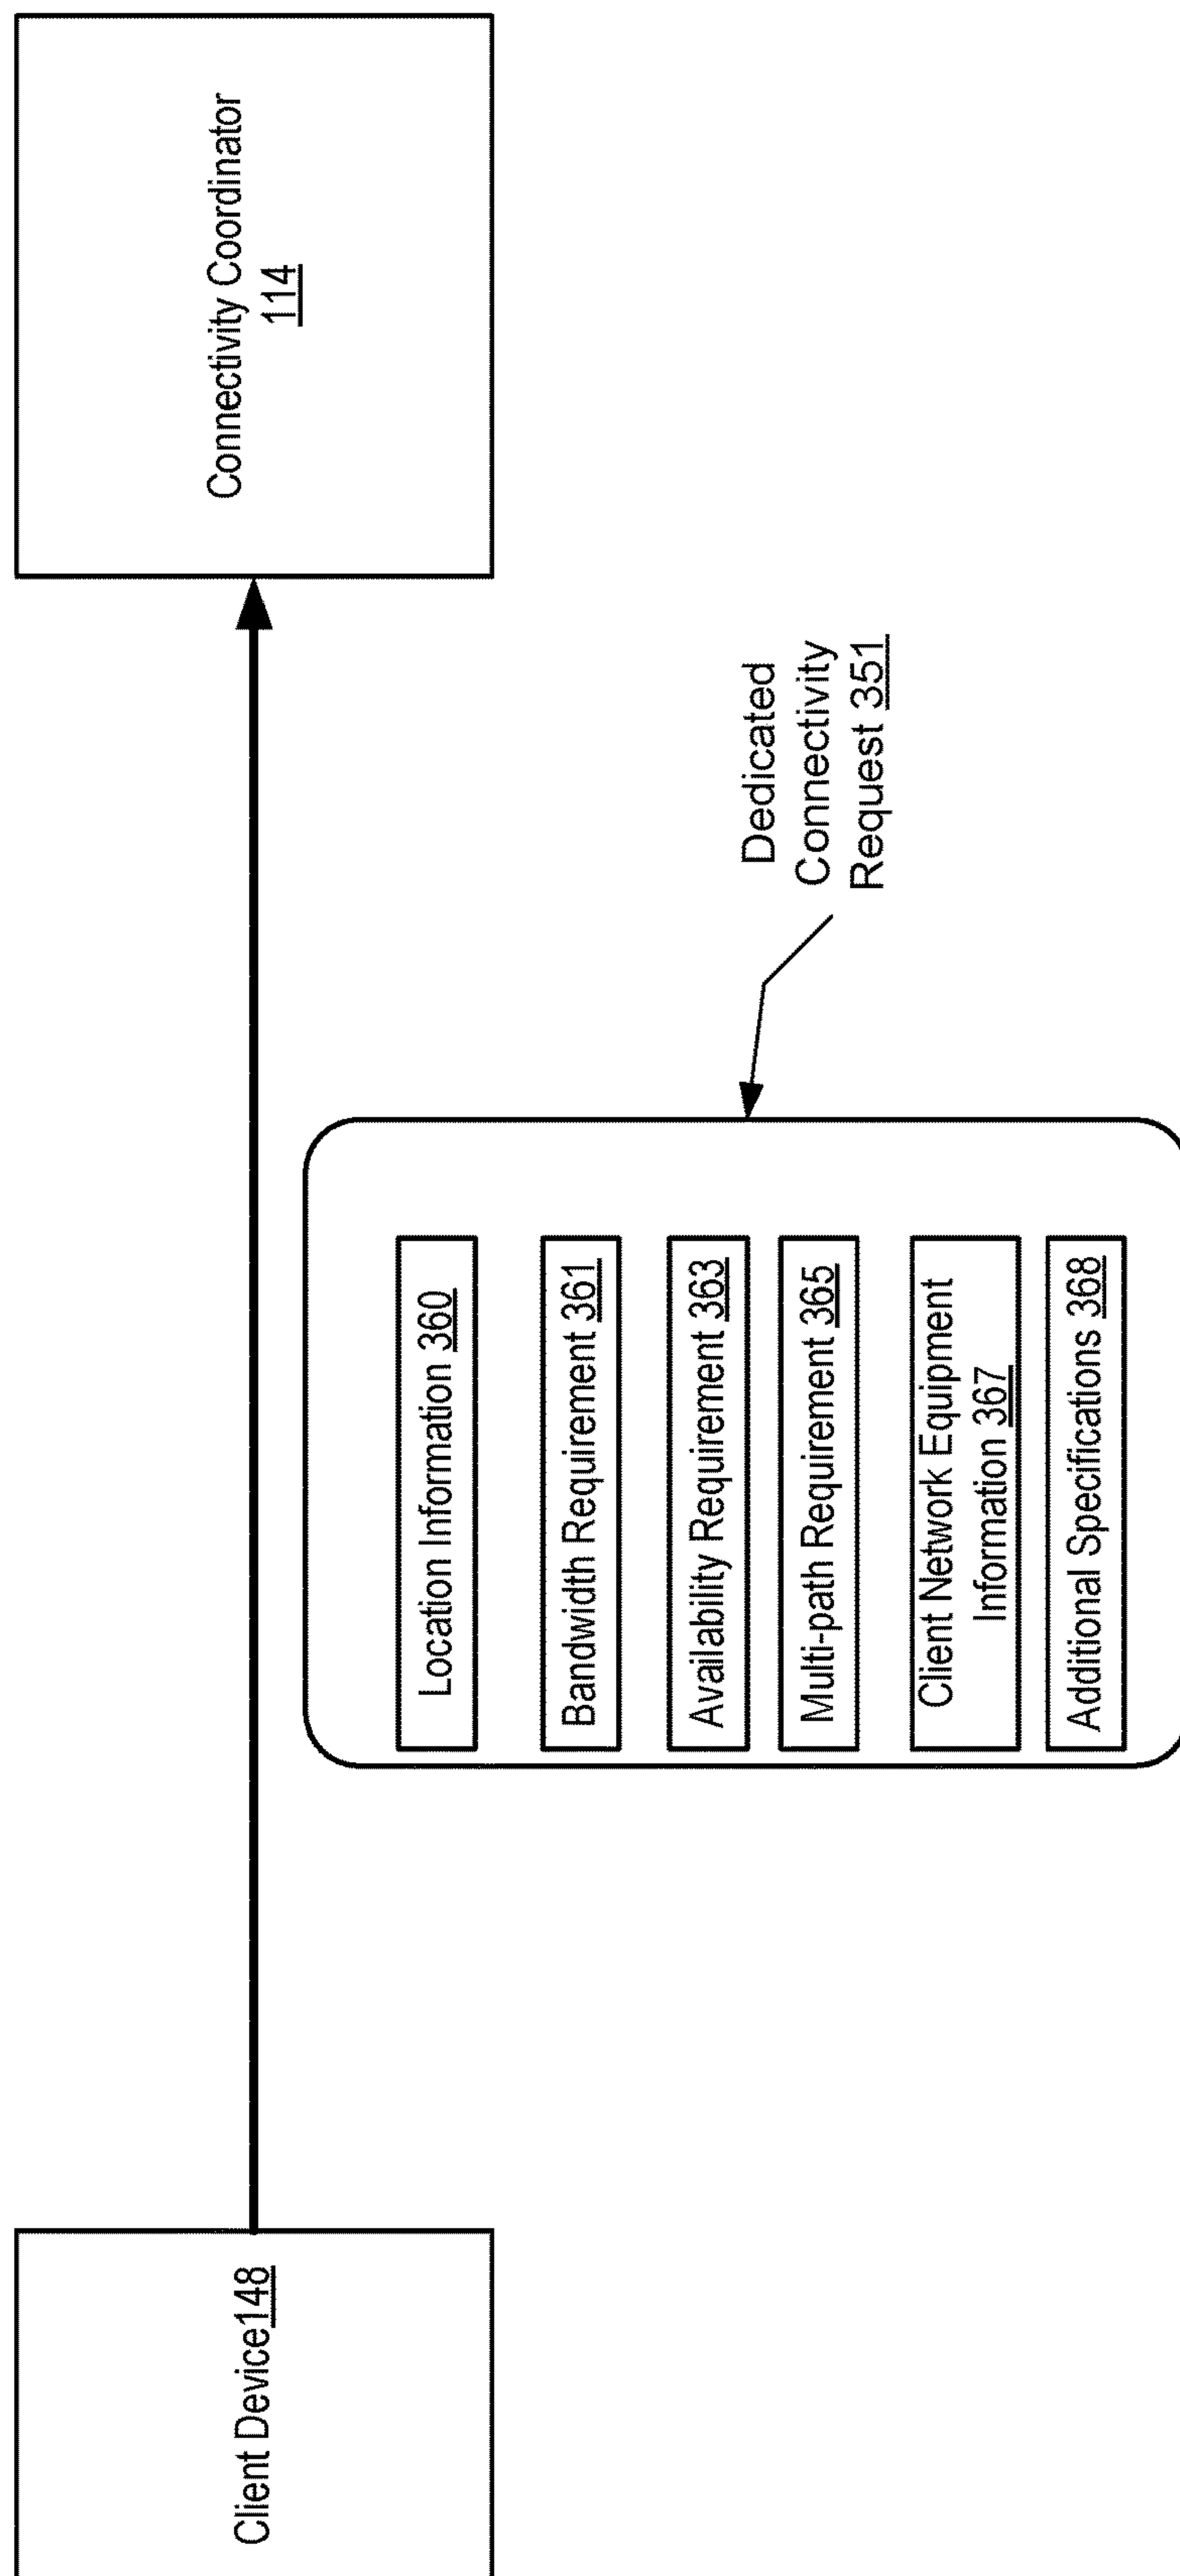 Client Device148
Connectivity Coordinator
114
Dedicated
Connectivity
Request 351
Location Information 360
Bandwidth Requirement 361
Availability Requirement 363
Multi-path Requirement 365
Client Network Equipment
Information 367
Additional Specifications 368